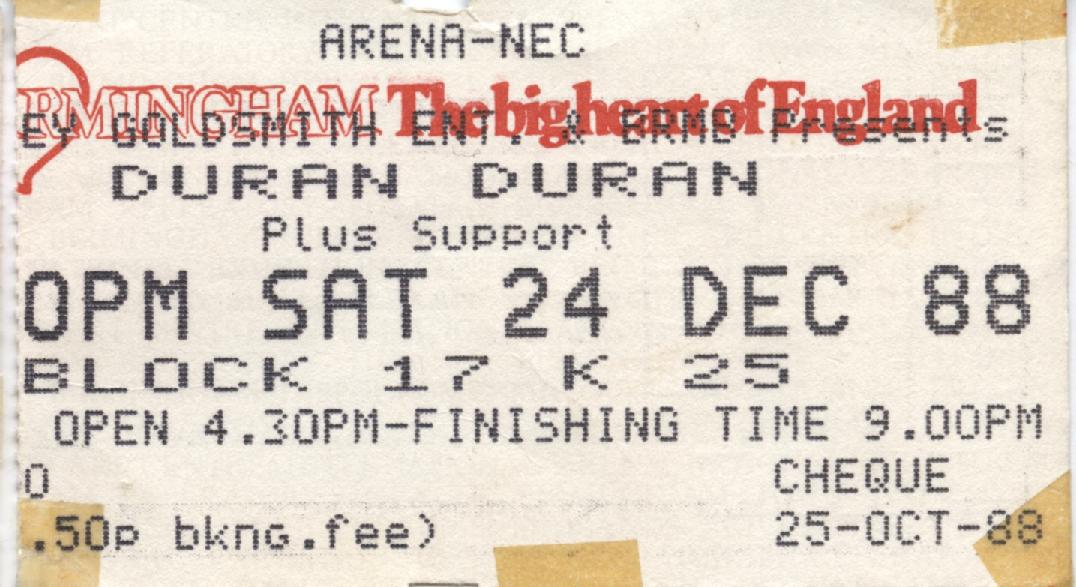 ARENA-NEC
RMINGHAM The big heart of England
EY GOLDSMITH ENT. & BRMB Presents
DURAN DURAN
Plus Support
0PM SAT 24 DEC 88
BLOCK 17 K 25
OPEN 4.30PM-FINISHING TIME 9.00PM
0 CHEQUE
.50p bkng.fee) 25-OCT-88